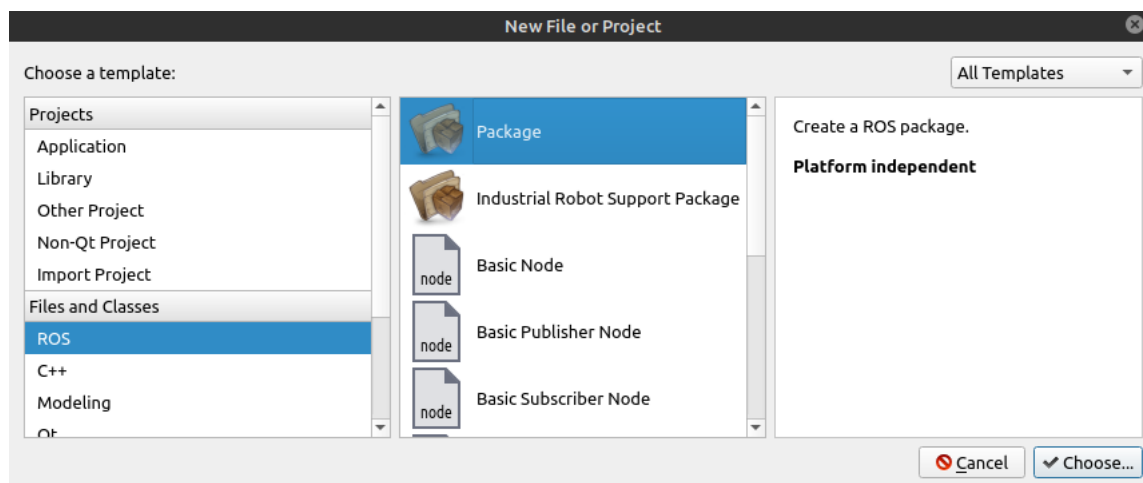 New File or Project
Choose a template:
All Templates
Projects
Application
Library
Other Project
Non-Qt Project
Import Project
Files and Classes
ROS
C++
Modeling
Qt
Package
Industrial Robot Support Package
node
Basic Node
node
Basic Publisher Node
node
Basic Subscriber Node
Create a ROS package.
Platform independent
Cancel
Choose...